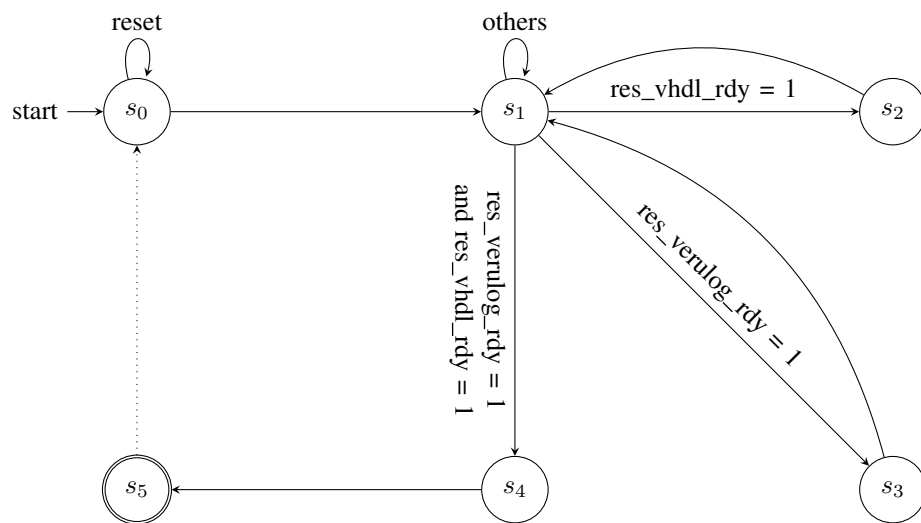 reset
others
start
s0
s1
res_vhdl_rdy = 1
s2
res_verulog_rdy = 1
and res_vhdl_rdy = 1
res_verulog_rdy = 1
s5
s4
s3